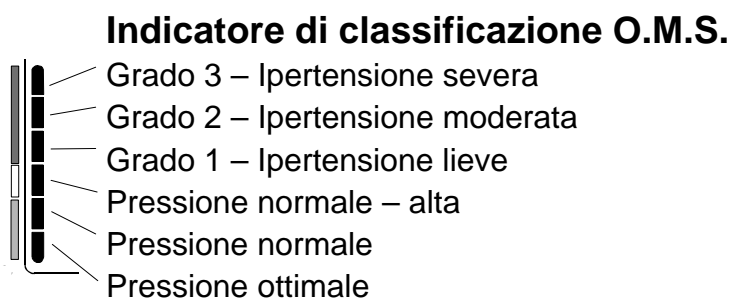 Indicatore di classificazione O.M.S.
Grado 3 – Ipertensione severa
Grado 2 – Ipertensione moderata
Grado 1 – Ipertensione lieve
Pressione normale – alta
Pressione normale
Pressione ottimale